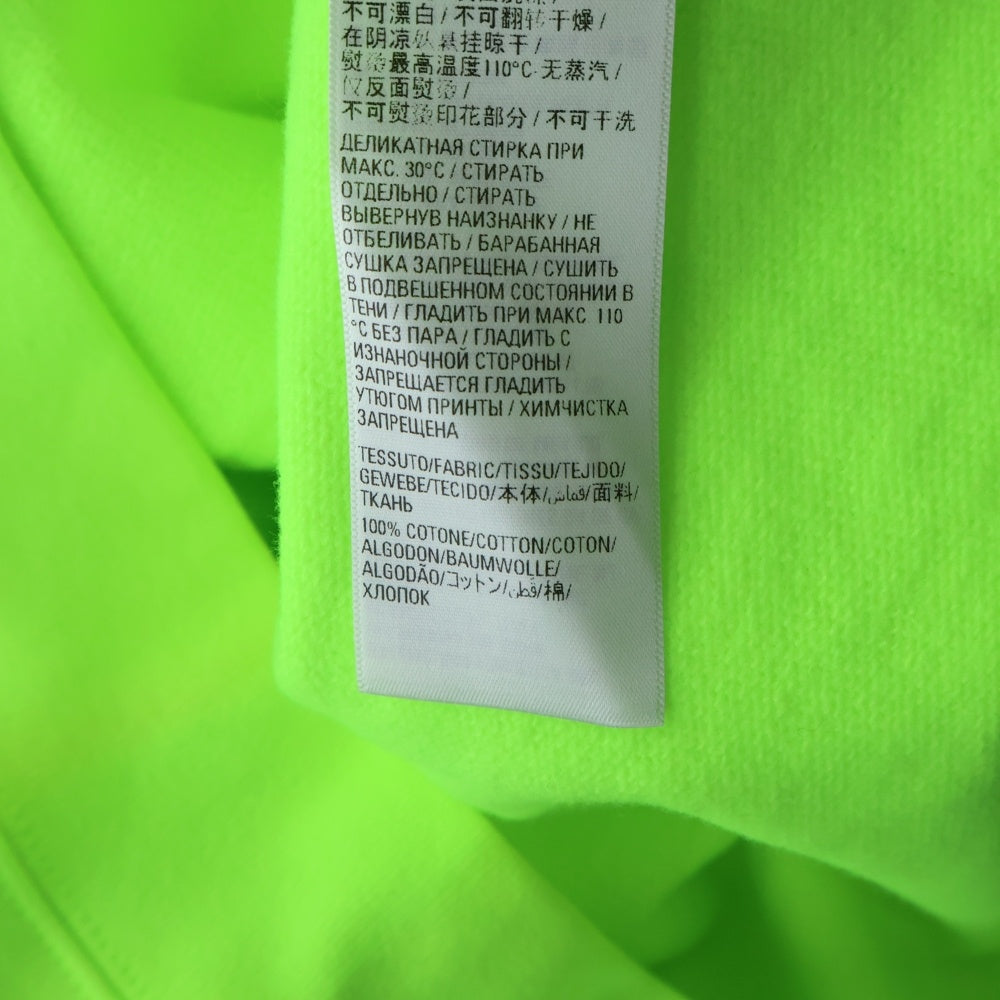 不可漂白 / 不可翻转干燥 /
在阴凉处悬挂晾干 /
熨烫最高温度110°C· 无蒸汽 /
仅反面熨烫 /
不可熨烫印花部分 / 不可干洗
ДЕЛИКАТНАЯ СТИРКА ПРИ
МАКС. 30°C / СТИРАТЬ
ОТДЕЛЬНО / СТИРАТЬ
ВЫВЕРНУВ НАИЗНАНКУ / НЕ
ОТБЕЛИВАТЬ / БАРАБАННАЯ
СУШКА ЗАПРЕЩЕНА / СУШИТЬ
В ПОДВЕШЕННОМ СОСТОЯНИИ В
ТЕНИ / ГЛАДИТЬ ПРИ МАКС. 110
°C БЕЗ ПАРА / ГЛАДИТЬ С
ИЗНАНОЧНОЙ СТОРОНЫ /
ЗАПРЕЩАЕТСЯ ГЛАДИТЬ
УТЮГОМ ПРИНТЫ / ХИМЧИСТКА
ЗАПРЕЩЕНА
TESSUTO/FABRIC/TISSU/TEJIDO/
GEWEBE/TECIDO/本体/قماش/面料/
ТКАНЬ
100% COTONE/COTTON/COTON/
ALGODON/BAUMWOLLE/
ALGODÃO/コットン/قطن/棉/
ХЛОПОК